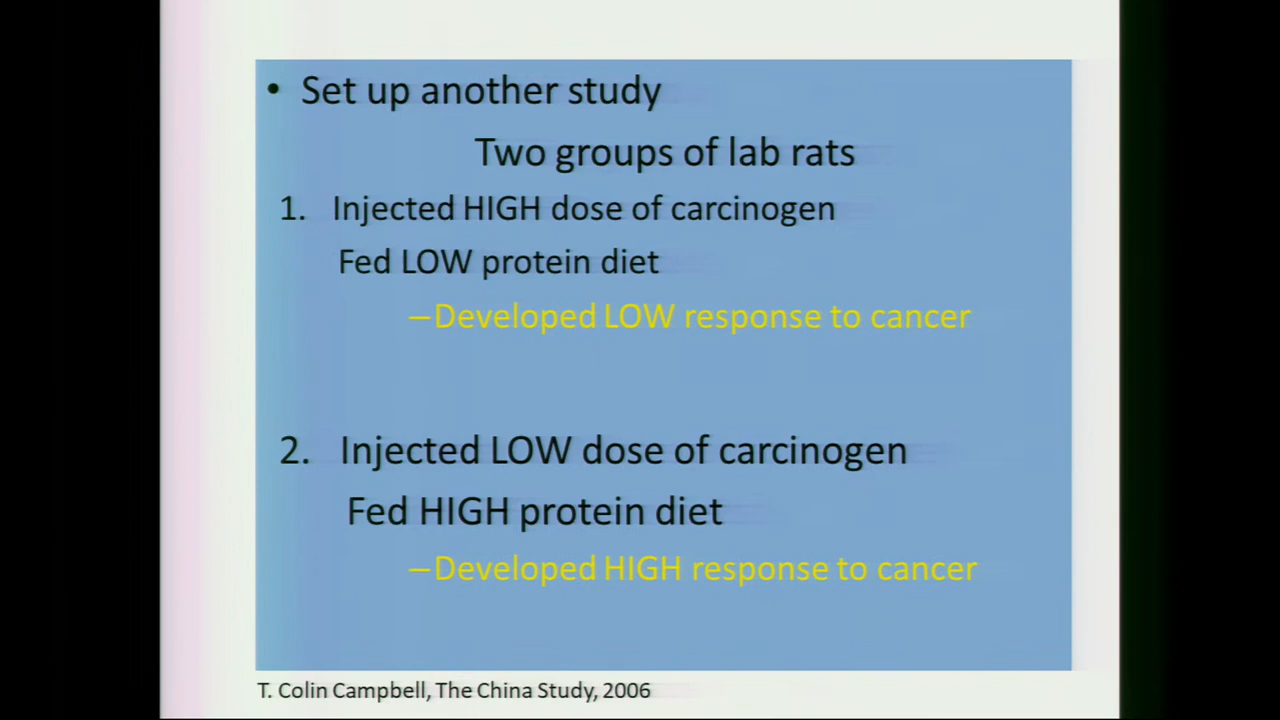 • Set up another study
Two groups of lab rats
1. Injected HIGH dose of carcinogen
Fed LOW protein diet
–Developed LOW response to cancer
2. Injected LOW dose of carcinogen
Fed HIGH protein diet
–Developed HIGH response to cancer
T. Colin Campbell, The China Study, 2006